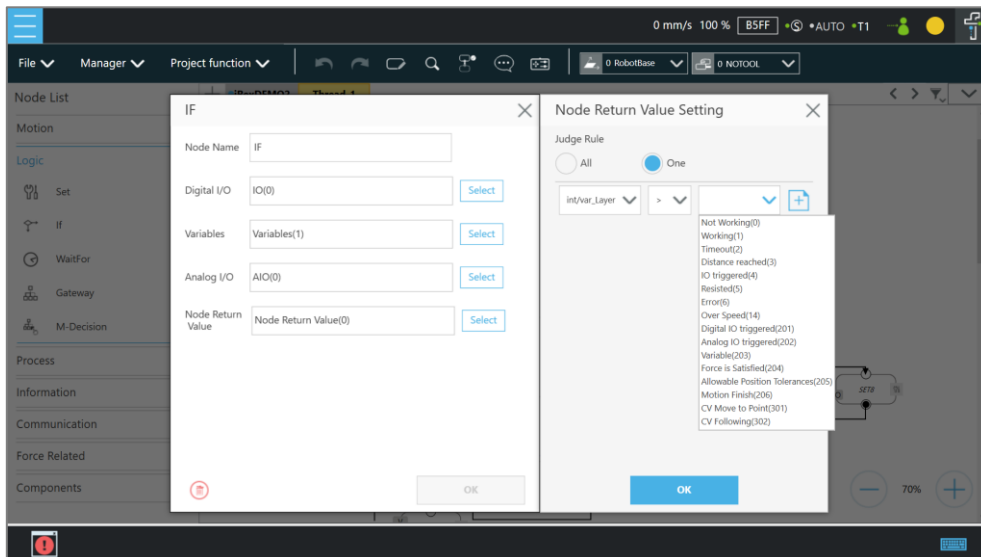 0 mm/s 100 % B5FF •Ⓢ •AUTO •T1
File Manager Project function 0 RobotBase 0 NOTOOL
Node List
Thread_1
Motion
Logic
Set
If
WaitFor
Gateway
M-Decision
Process
Information
Communication
Force Related
Components
IF
Node Name IF
Digital I/O IO(0) Select
Variables Variables(1) Select
Analog I/O AIO(0) Select
Node Return Value Node Return Value(0) Select
OK
Node Return Value Setting
Judge Rule
All One
int/var_Layer >
Not Working(0)
Working(1)
Timeout(2)
Distance reached(3)
IO triggered(4)
Resisted(5)
Error(6)
Over Speed(14)
Digital IO triggered(201)
Analog IO triggered(202)
Variable(203)
Force is Satisfied(204)
Allowable Position Tolerances(205)
Motion Finish(206)
CV Move to Point(301)
CV Following(302)
OK
SET8
70%